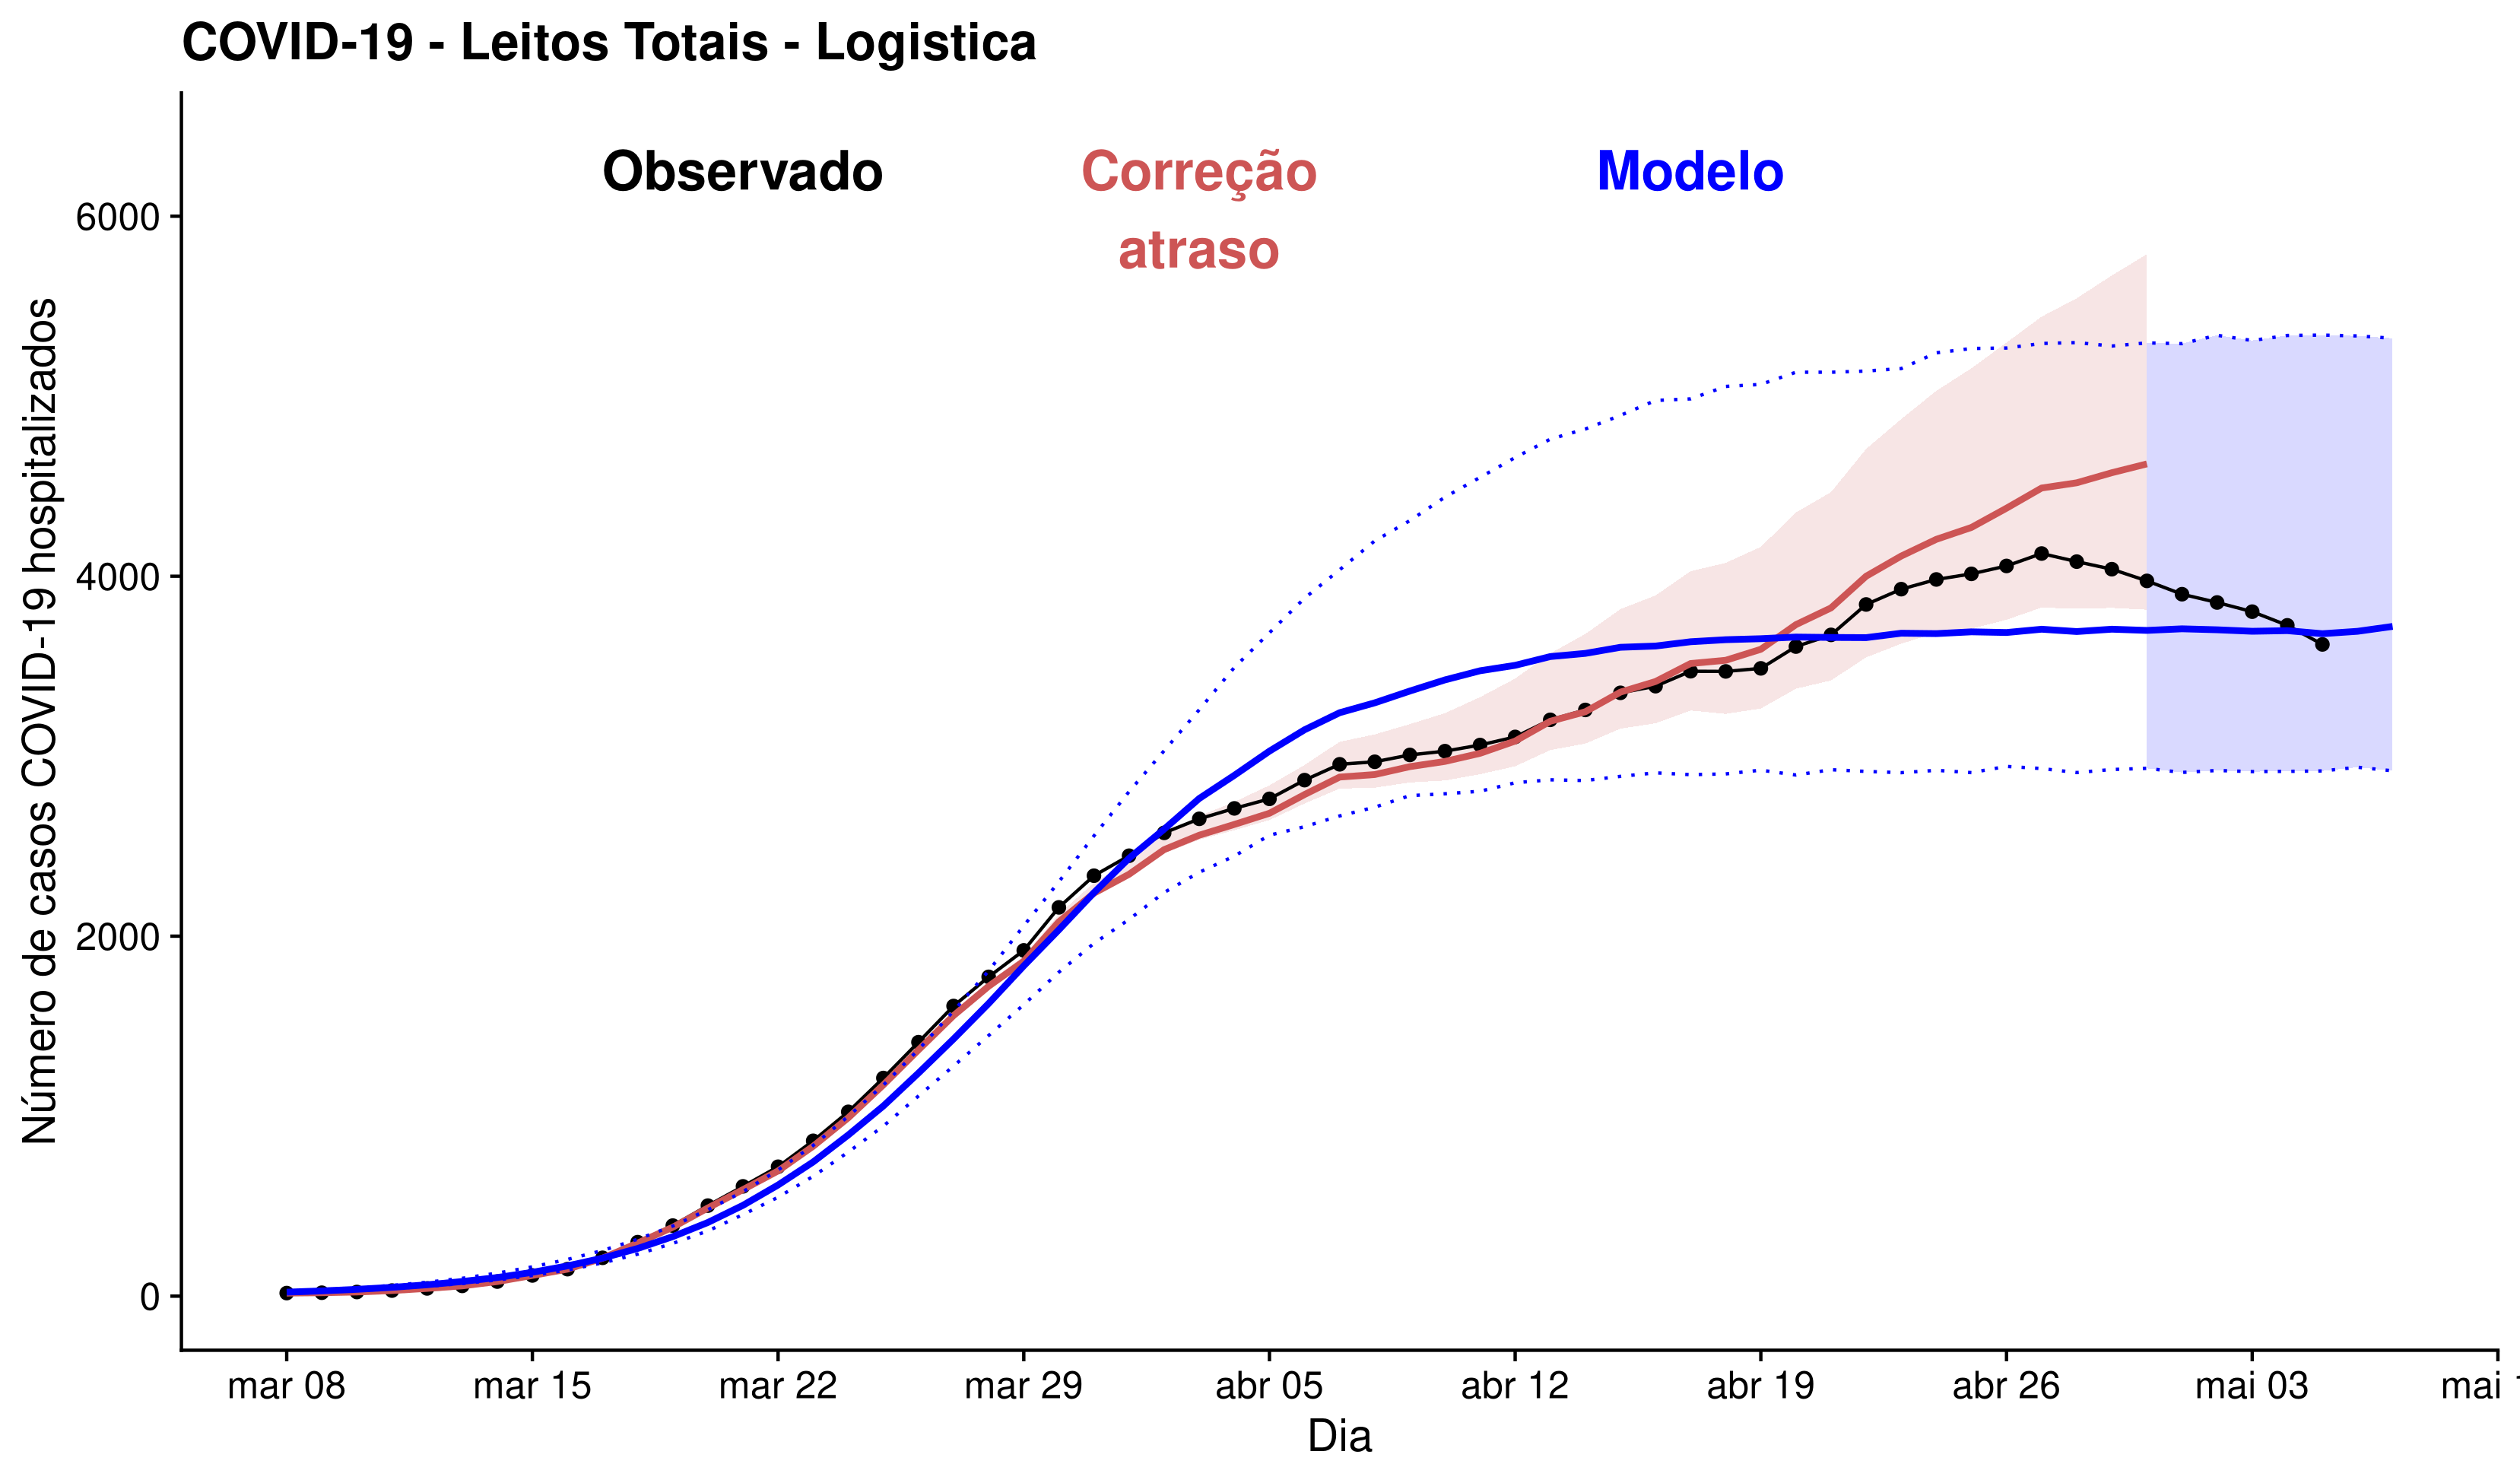 COVID-19 - Leitos Totais - Logistica
Observado
Correção
atraso
Modelo
Número de casos COVID-19 hospitalizados
6000
4000
2000
0
mar 08 mar 15 mar 22 mar 29 abr 05 abr 12 abr 19 abr 26 mai 03 mai
Dia